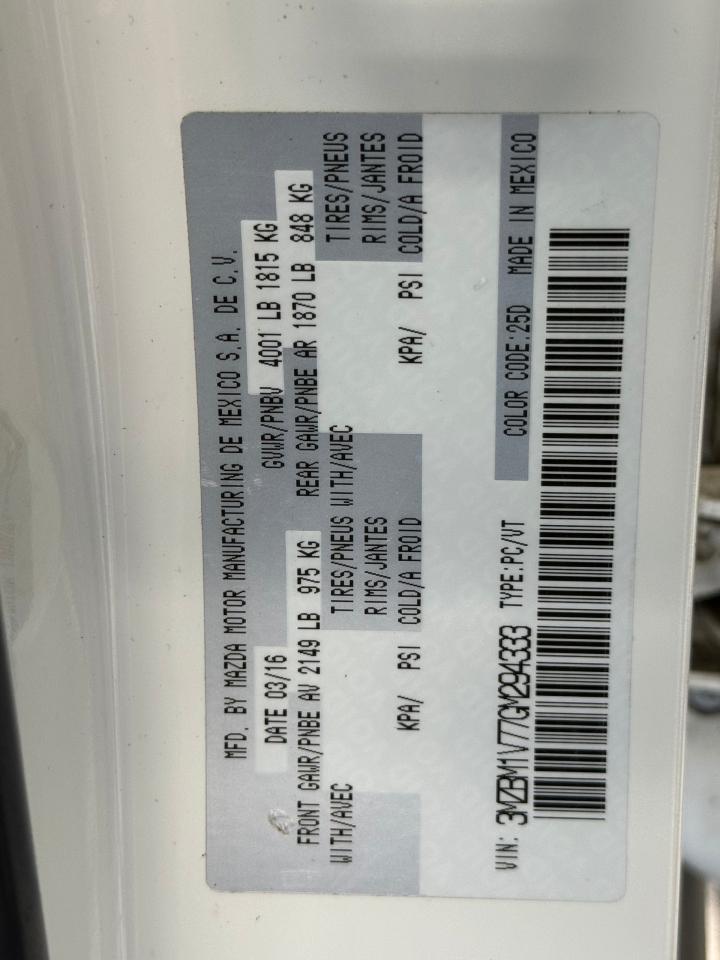 MFD. BY MAZDA MOTOR MANUFACTURING DE MEXICO S.A. DE C.V.
DATE 03/16 GVWR/PNBV 4001 LB 1815 KG
FRONT GAWR/PNBE AV 2149 LB 975 KG REAR GAWR/PNBE AR 1870 LB 848 KG
WITH/AVEC TIRES/PNEUS WITH/AVEC TIRES/PNEUS
RIMS/JANTES RIMS/JANTES
KPA/ PSI COLD/A FROID KPA/ PSI COLD/A FROID
VIN: 3MZBM1V77GM294333 TYPE:PC/VT COLOR CODE:25D MADE IN MEXICO